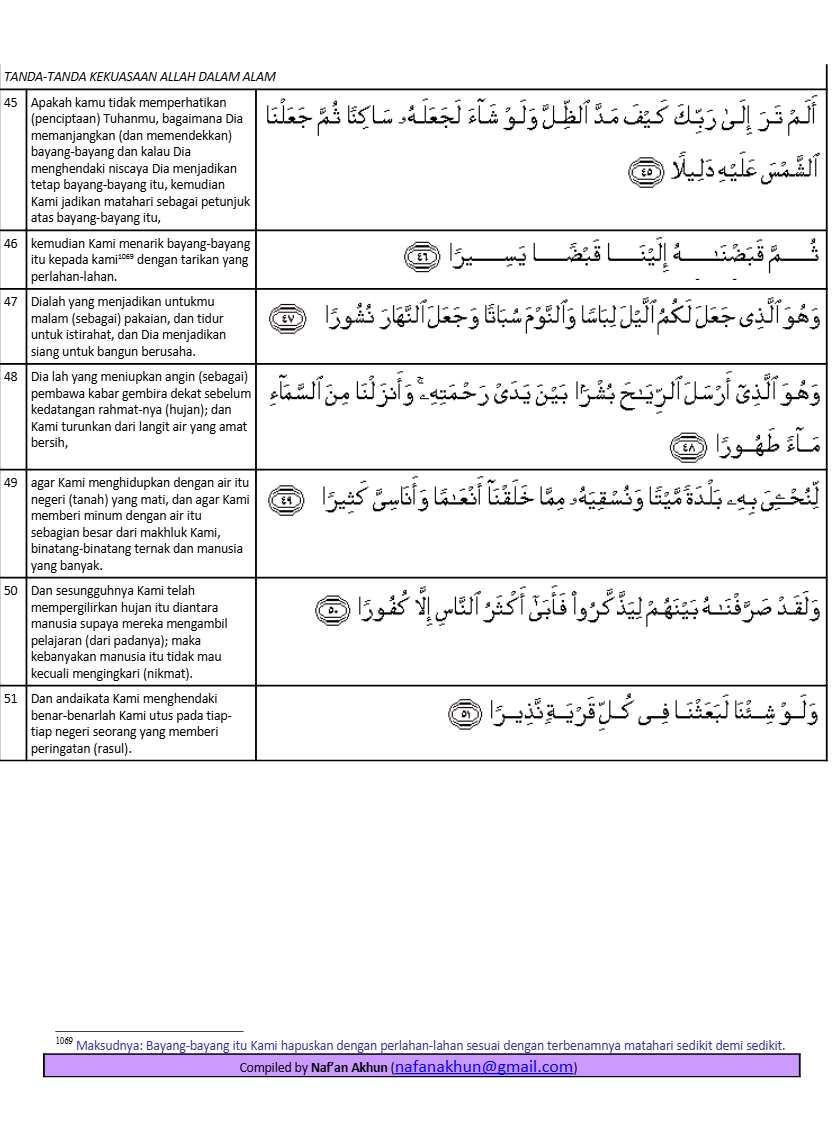 TANDA-TANDA KEKUASAAN ALLAH DALAM ALAM
45
Apakah kamu tidak memperhatikan
(penciptaan) Tuhanmu, bagaimana Dia
memanjangkan (dan memendekkan)
bayang-bayang dan kalau Dia
menghendaki niscaya Dia menjadikan
tetap bayang-bayang itu, kemudian
Kami jadikan matahari sebagai petunjuk
atas bayang-bayang itu,
أَلَمْ تَرَ إِلَىٰ رَبِّكَ كَيْفَ مَدَّ ٱلظِّلَّ وَلَوْ شَآءَ لَجَعَلَهُۥ سَاكِنًا ثُمَّ جَعَلْنَا
ٱلشَّمْسَ عَلَيْهِ دَلِيلًا ٤٥
46
kemudian Kami menarik bayang-bayang
itu kepada kami¹⁰⁶⁹ dengan tarikan yang
perlahan-lahan.
ثُمَّ قَبَضْنَـٰهُ إِلَيْنَا قَبْضًا يَسِيرًا ٤٦
47
Dialah yang menjadikan untukmu
malam (sebagai) pakaian, dan tidur
untuk istirahat, dan Dia menjadikan
siang untuk bangun berusaha.
وَهُوَ ٱلَّذِى جَعَلَ لَكُمُ ٱلَّيْلَ لِبَاسًا وَٱلنَّوْمَ سُبَاتًا وَجَعَلَ ٱلنَّهَارَ نُشُورًا ٤٧
48
Dia lah yang meniupkan angin (sebagai)
pembawa kabar gembira dekat sebelum
kedatangan rahmat-nya (hujan); dan
Kami turunkan dari langit air yang amat
bersih,
وَهُوَ ٱلَّذِىٓ أَرْسَلَ ٱلرِّيَـٰحَ بُشْرًۢا بَيْنَ يَدَىْ رَحْمَتِهِۦ ۚ وَأَنزَلْنَا مِنَ ٱلسَّمَآءِ
مَآءً طَهُورًا ٤٨
49
agar Kami menghidupkan dengan air itu
negeri (tanah) yang mati, dan agar Kami
memberi minum dengan air itu
sebagian besar dari makhluk Kami,
binatang-binatang ternak dan manusia
yang banyak.
لِّنُحْـِۧىَ بِهِۦ بَلْدَةً مَّيْتًا وَنُسْقِيَهُۥ مِمَّا خَلَقْنَآ أَنْعَـٰمًا وَأَنَاسِىَّ كَثِيرًا ٤٩
50
Dan sesungguhnya Kami telah
mempergilirkan hujan itu diantara
manusia supaya mereka mengambil
pelajaran (dari padanya); maka
kebanyakan manusia itu tidak mau
kecuali mengingkari (nikmat).
وَلَقَدْ صَرَّفْنَـٰهُ بَيْنَهُمْ لِيَذَّكَّرُوا۟ فَأَبَىٰٓ أَكْثَرُ ٱلنَّاسِ إِلَّا كُفُورًا ٥٠
51
Dan andaikata Kami menghendaki
benar-benarlah Kami utus pada tiap-
tiap negeri seorang yang memberi
peringatan (rasul).
وَلَوْ شِئْنَا لَبَعَثْنَا فِى كُلِّ قَرْيَةٍ نَّذِيرًا ٥١
¹⁰⁶⁹ Maksudnya: Bayang-bayang itu Kami hapuskan dengan perlahan-lahan sesuai dengan terbenamnya matahari sedikit demi sedikit.
Compiled by Naf'an Akhun (nafanakhun@gmail.com)